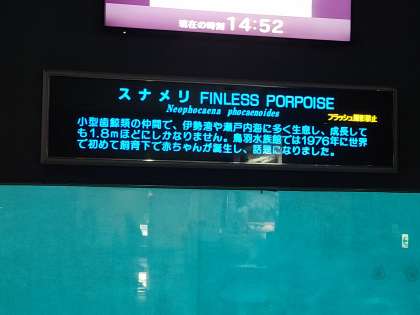 現在の時刻 14:52
スナメリ FINLESS PORPOISE
Neophocaena phocaenoides
フラッシュ撮影禁止
小型歯鯨類の仲間で、伊勢湾や瀬戸内海に多く生息し、成長して
も1.8mほどにしかなりません。鳥羽水族館では1976年に世界
で初めて飼育下で赤ちゃんが誕生し、話題になりました。